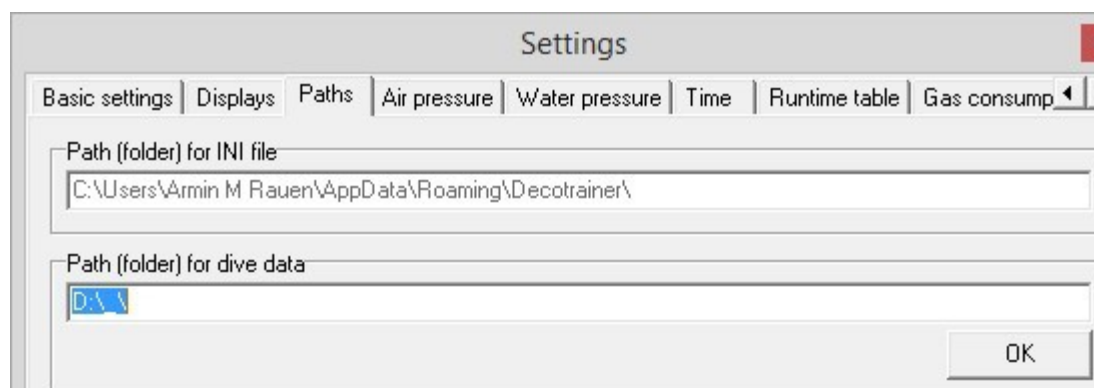 Settings
Basic settings Displays Paths Air pressure Water pressure Time Runtime table Gas consump
Path (folder) for INI file
C:\Users\Armin M Rauen\AppData\Roaming\Decotrainer\
Path (folder) for dive data
D:\_\
OK